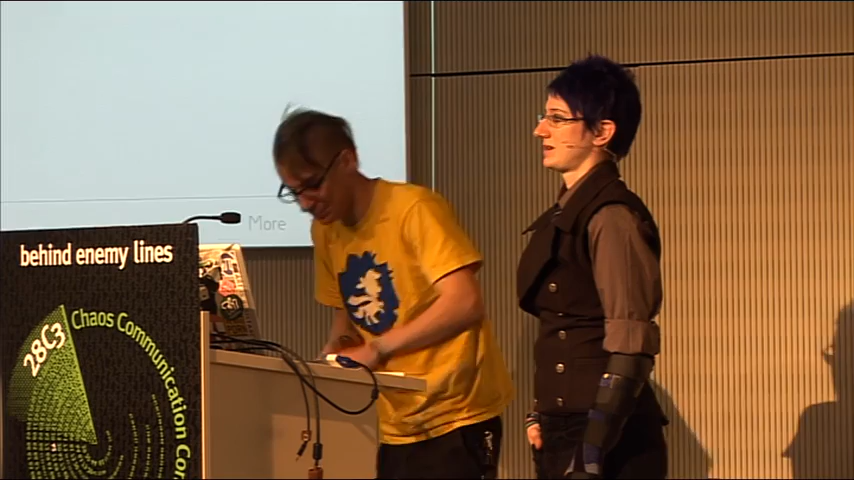 More
behind enemy lines
28C3
Chaos Communication
Co